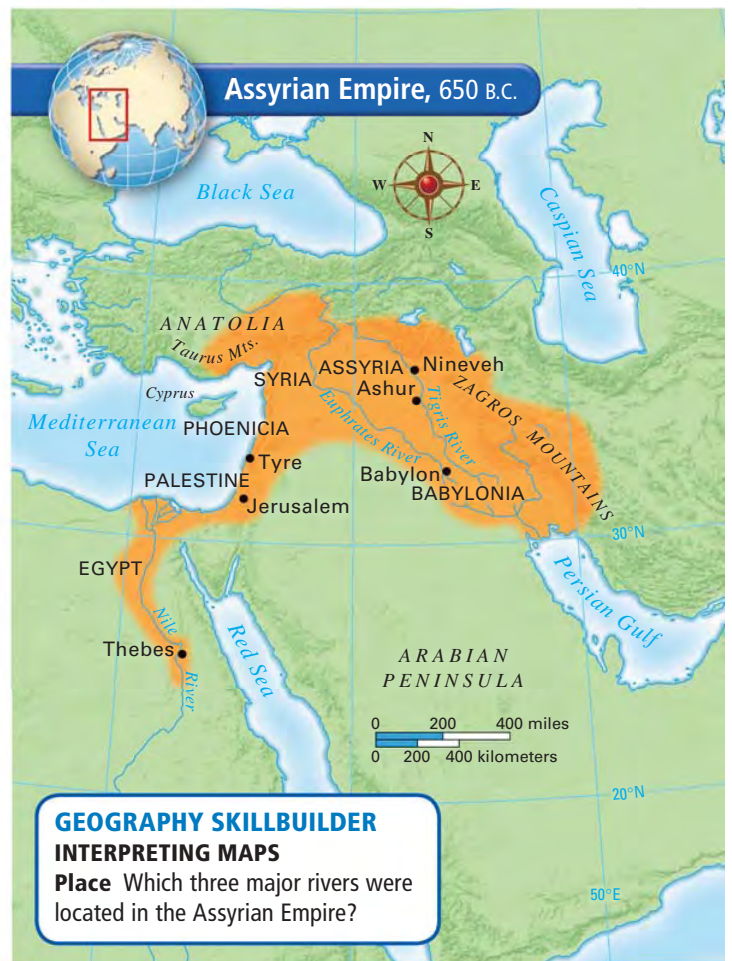 Assyrian Empire, 650 B.C.
N
W E
S
Black Sea
Caspian Sea
40°N
ANATOLIA
Taurus Mts.
ASSYRIA
Nineveh
SYRIA
Ashur
Cyprus
ZAGROS MOUNTAINS
Mediterranean
Sea
PHOENICIA
Euphrates River
Tigris River
Tyre
Babylon
PALESTINE
BABYLONIA
Jerusalem
30°N
EGYPT
Persian Gulf
Nile River
Thebes
Red Sea
ARABIAN
PENINSULA
0 200 400 miles
0 200 400 kilometers
20°N
GEOGRAPHY SKILLBUILDER
INTERPRETING MAPS
Place Which three major rivers were
located in the Assyrian Empire?
50°E